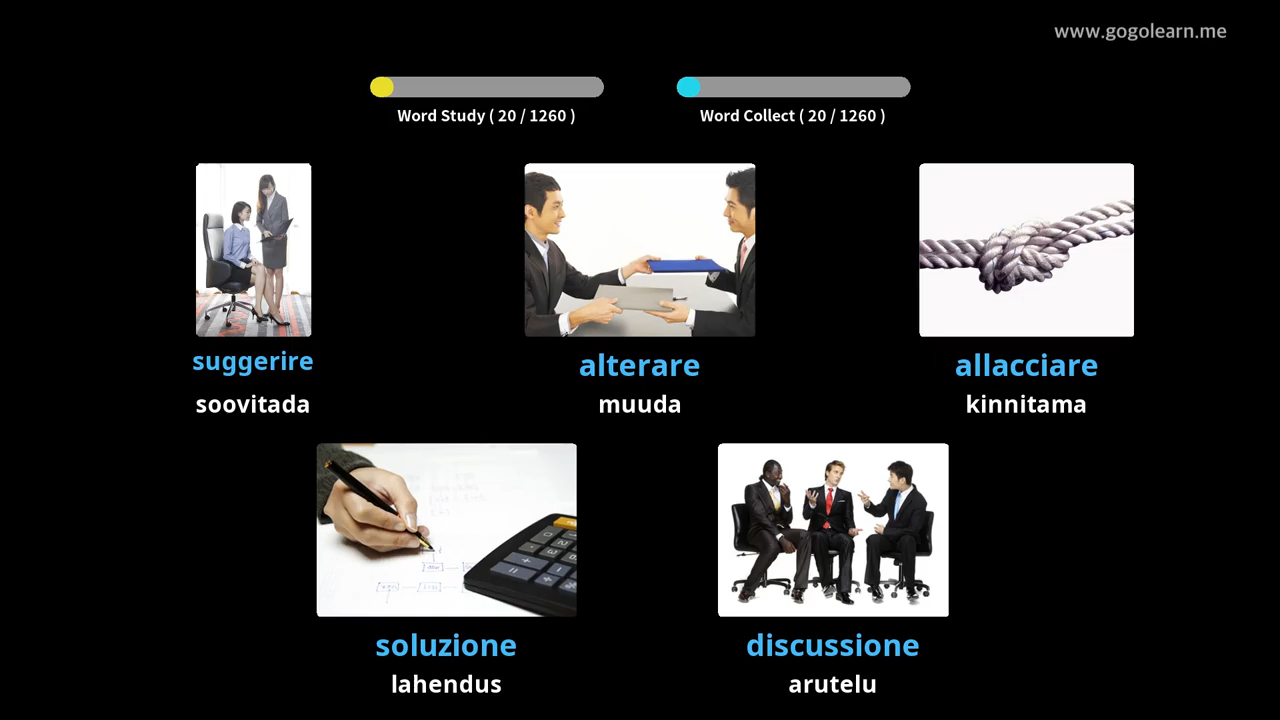 www.gogolearn.me
Word Study ( 20 / 1260 )
Word Collect ( 20 / 1260 )
suggerire
soovitada
alterare
muuda
allacciare
kinnitama
soluzione
lahendus
discussione
arutelu